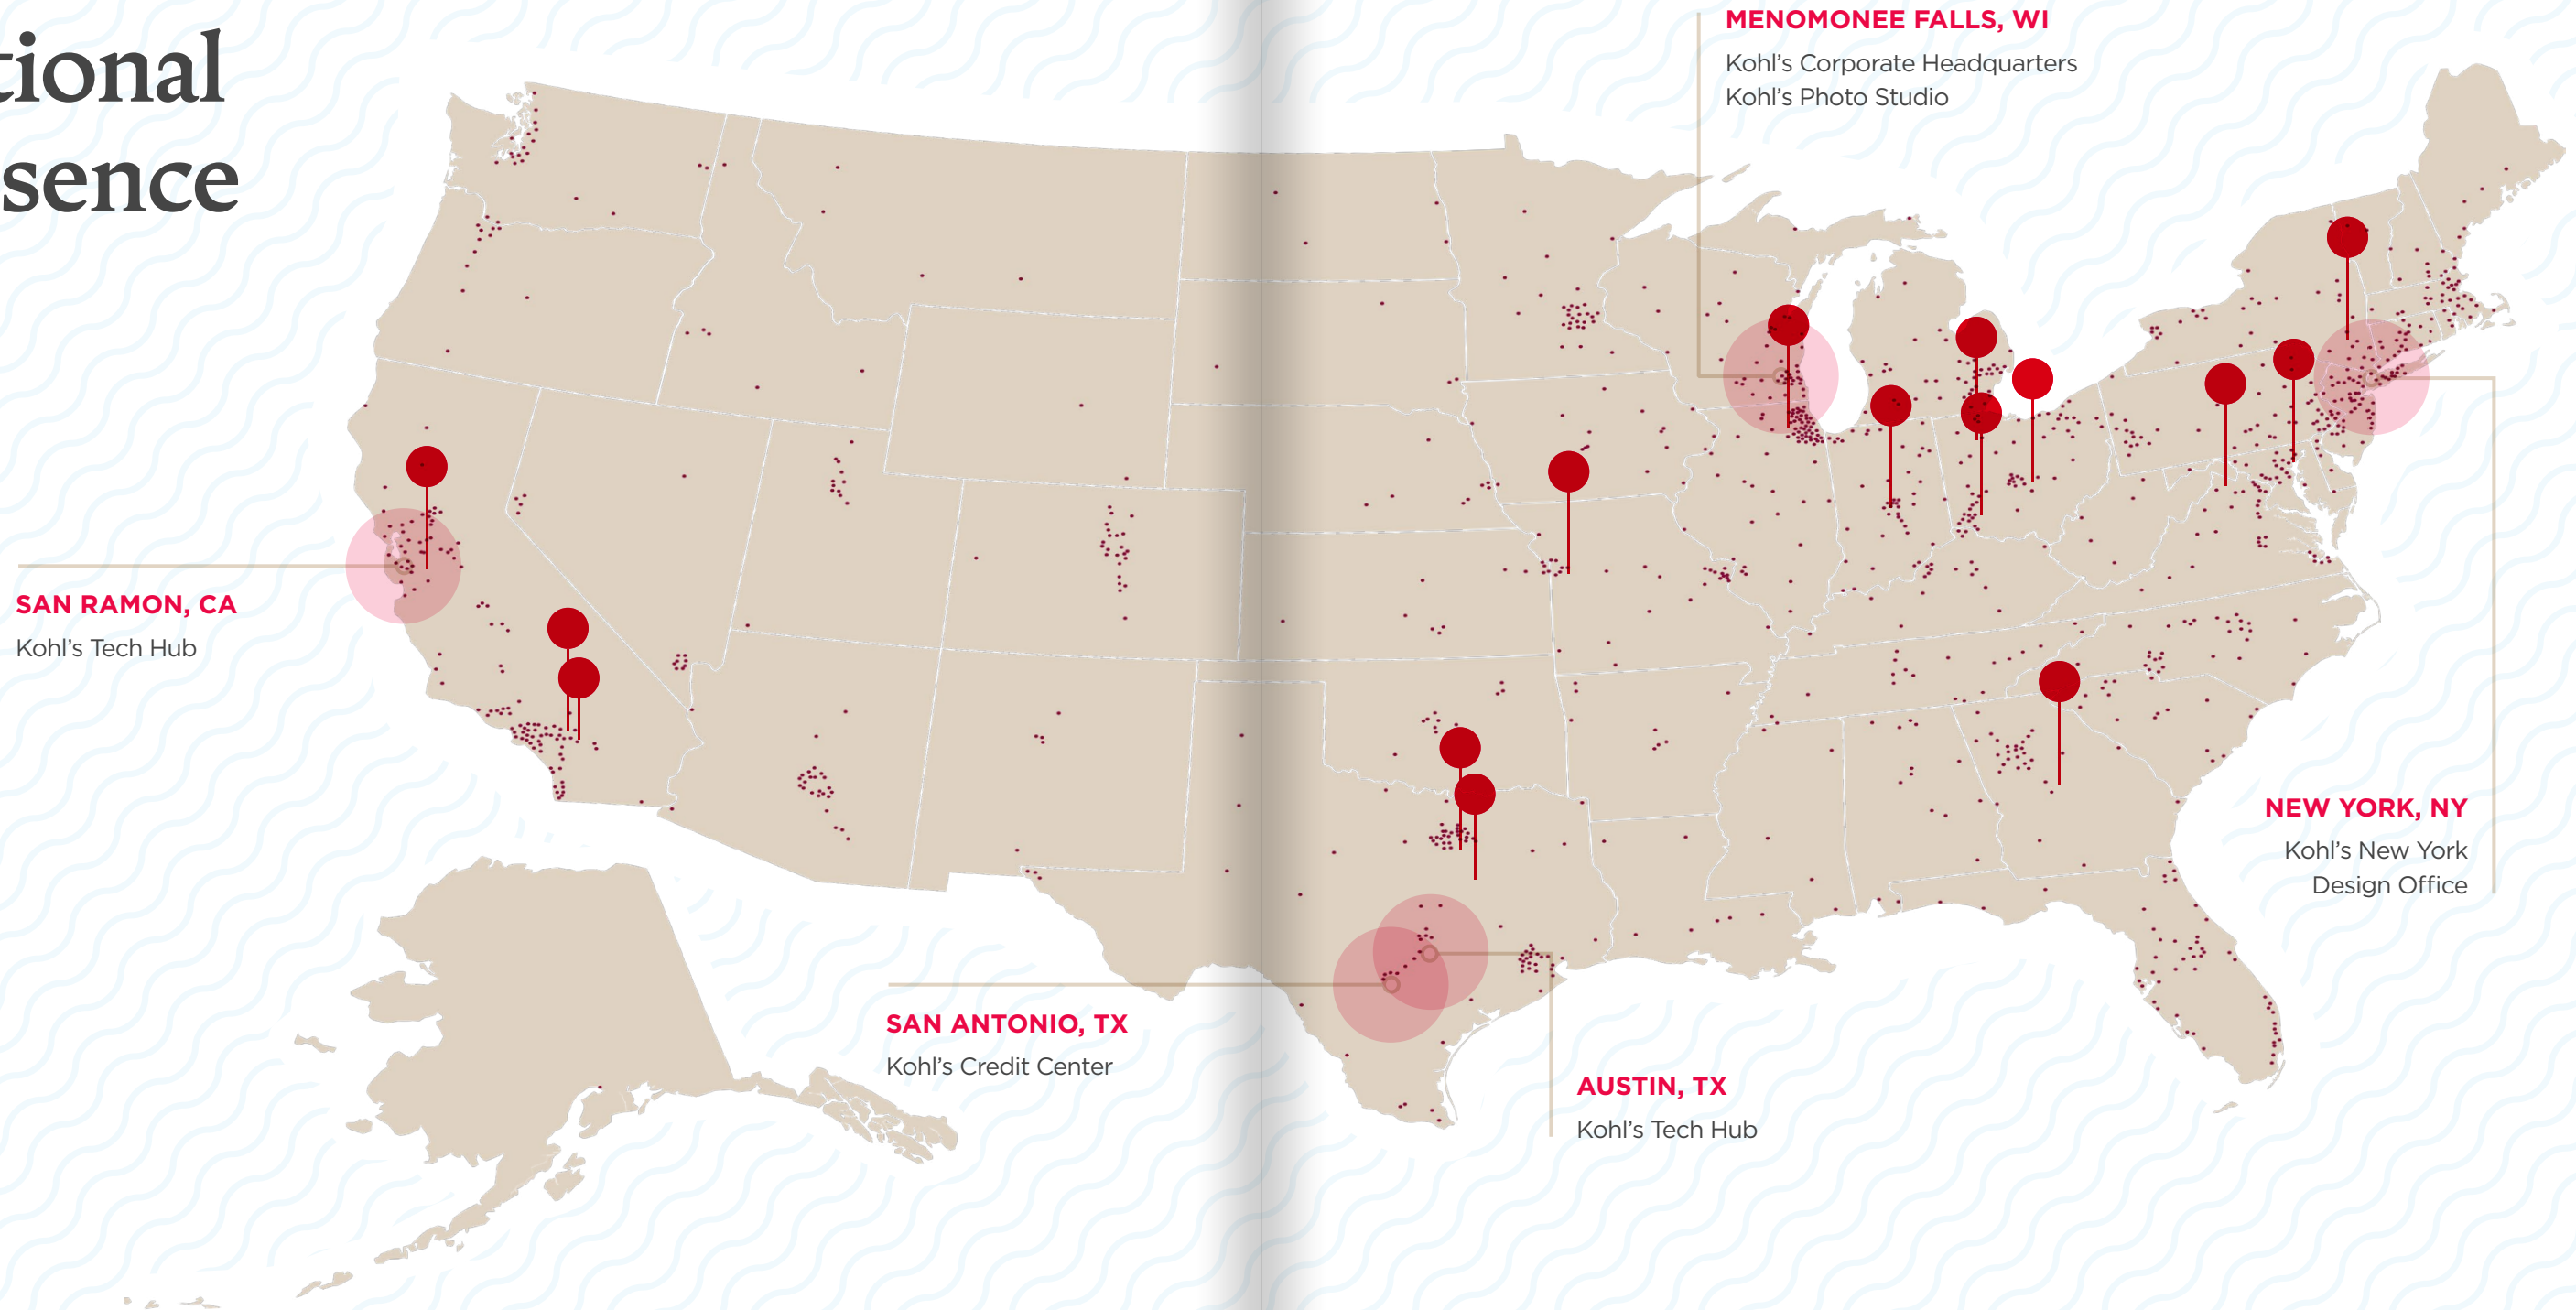 tional
sence
MENOMONEE FALLS, WI
Kohl's Corporate Headquarters
Kohl's Photo Studio
SAN RAMON, CA
Kohl's Tech Hub
NEW YORK, NY
Kohl's New York
Design Office
SAN ANTONIO, TX
Kohl's Credit Center
AUSTIN, TX
Kohl's Tech Hub